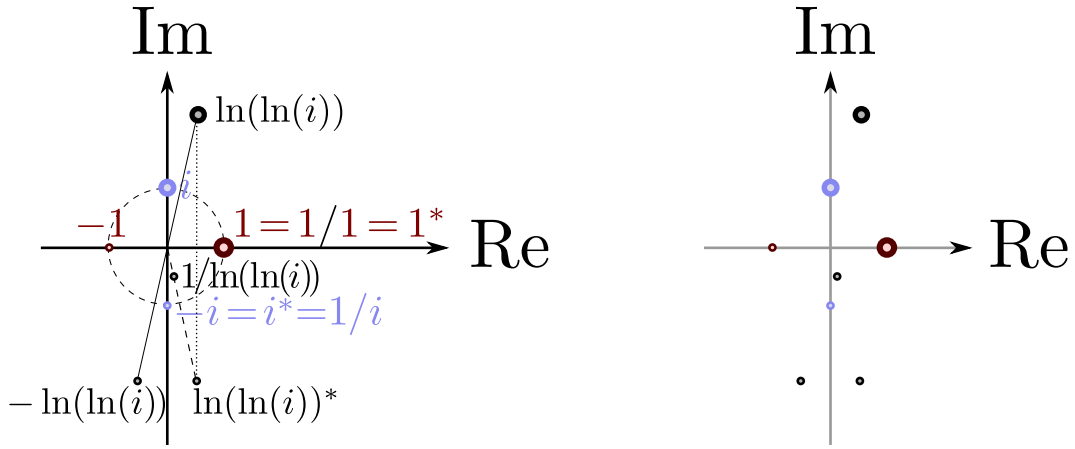 Im
Im
ln(ln(i))
i
−1
1 = 1/1 = 1*
Re
Re
1/ln(ln(i))
−i = i* = 1/i
− ln(ln(i))
ln(ln(i))*